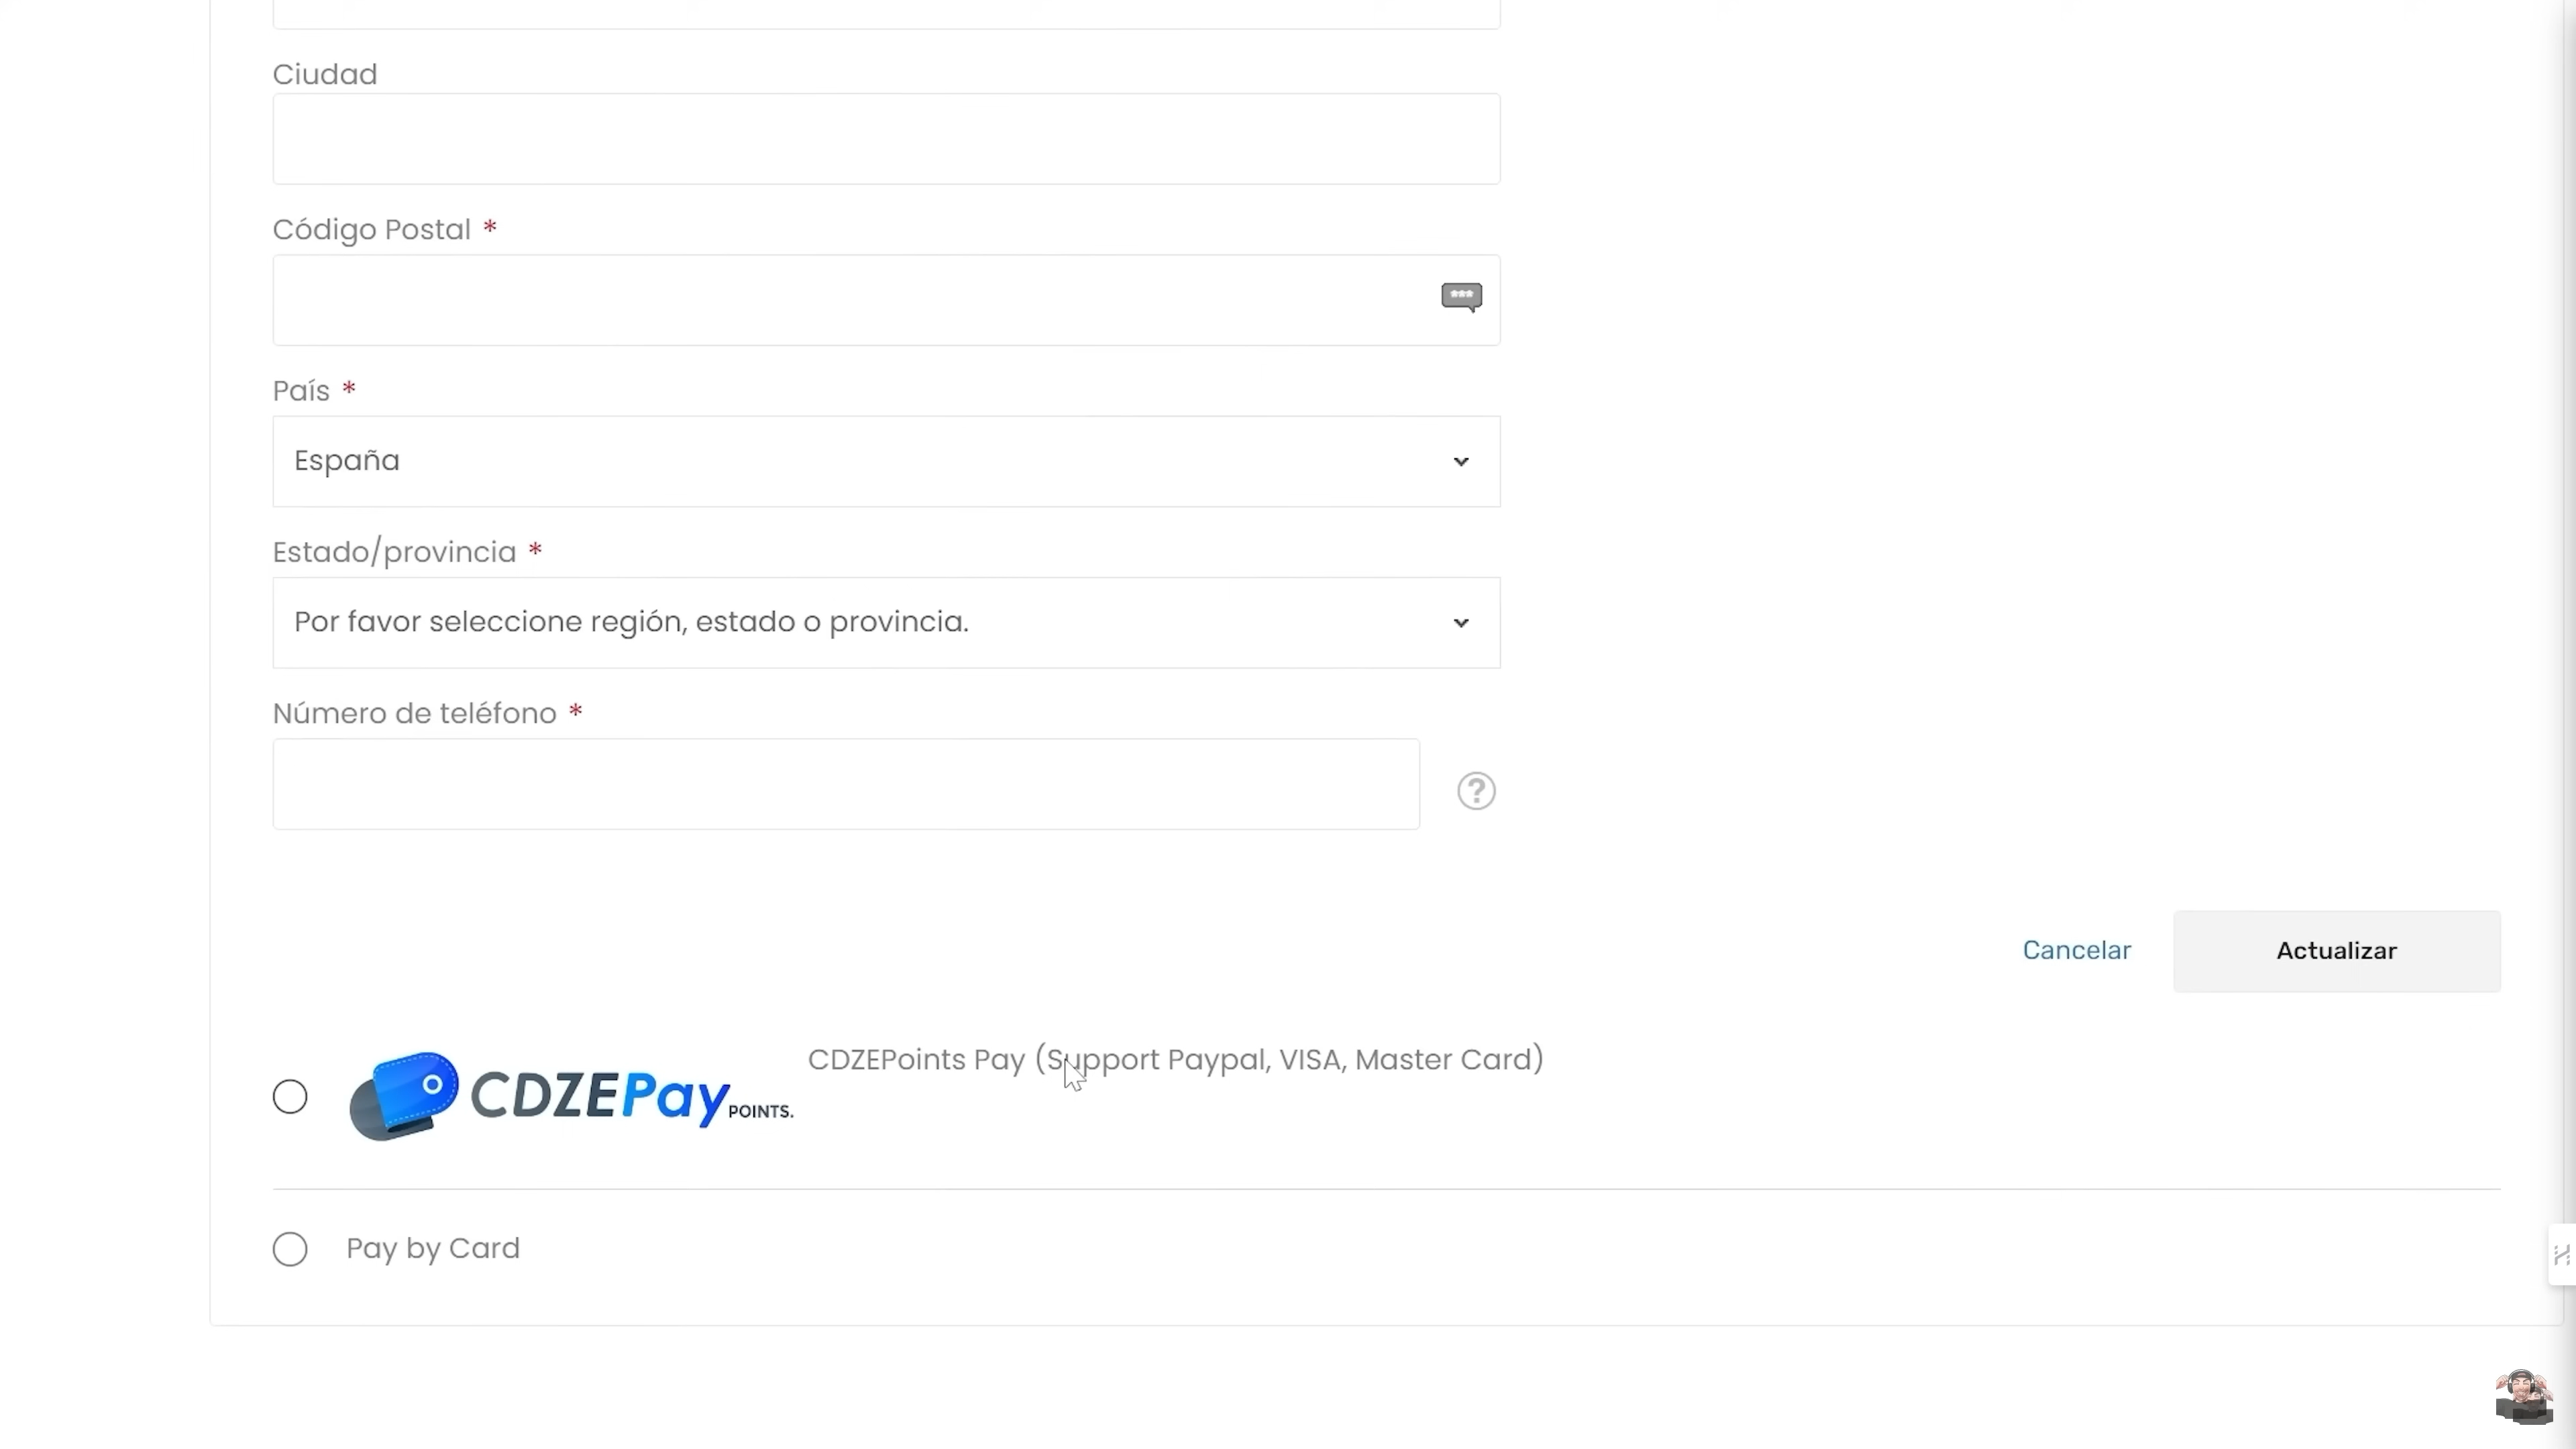 Ciudad
Código Postal *
País *
España
Estado/provincia *
Por favor seleccione región, estado o provincia.
Número de teléfono *
?
Cancelar
Actualizar
CDZEPay POINTS.
CDZEPoints Pay (Support Paypal, VISA, Master Card)
Pay by Card